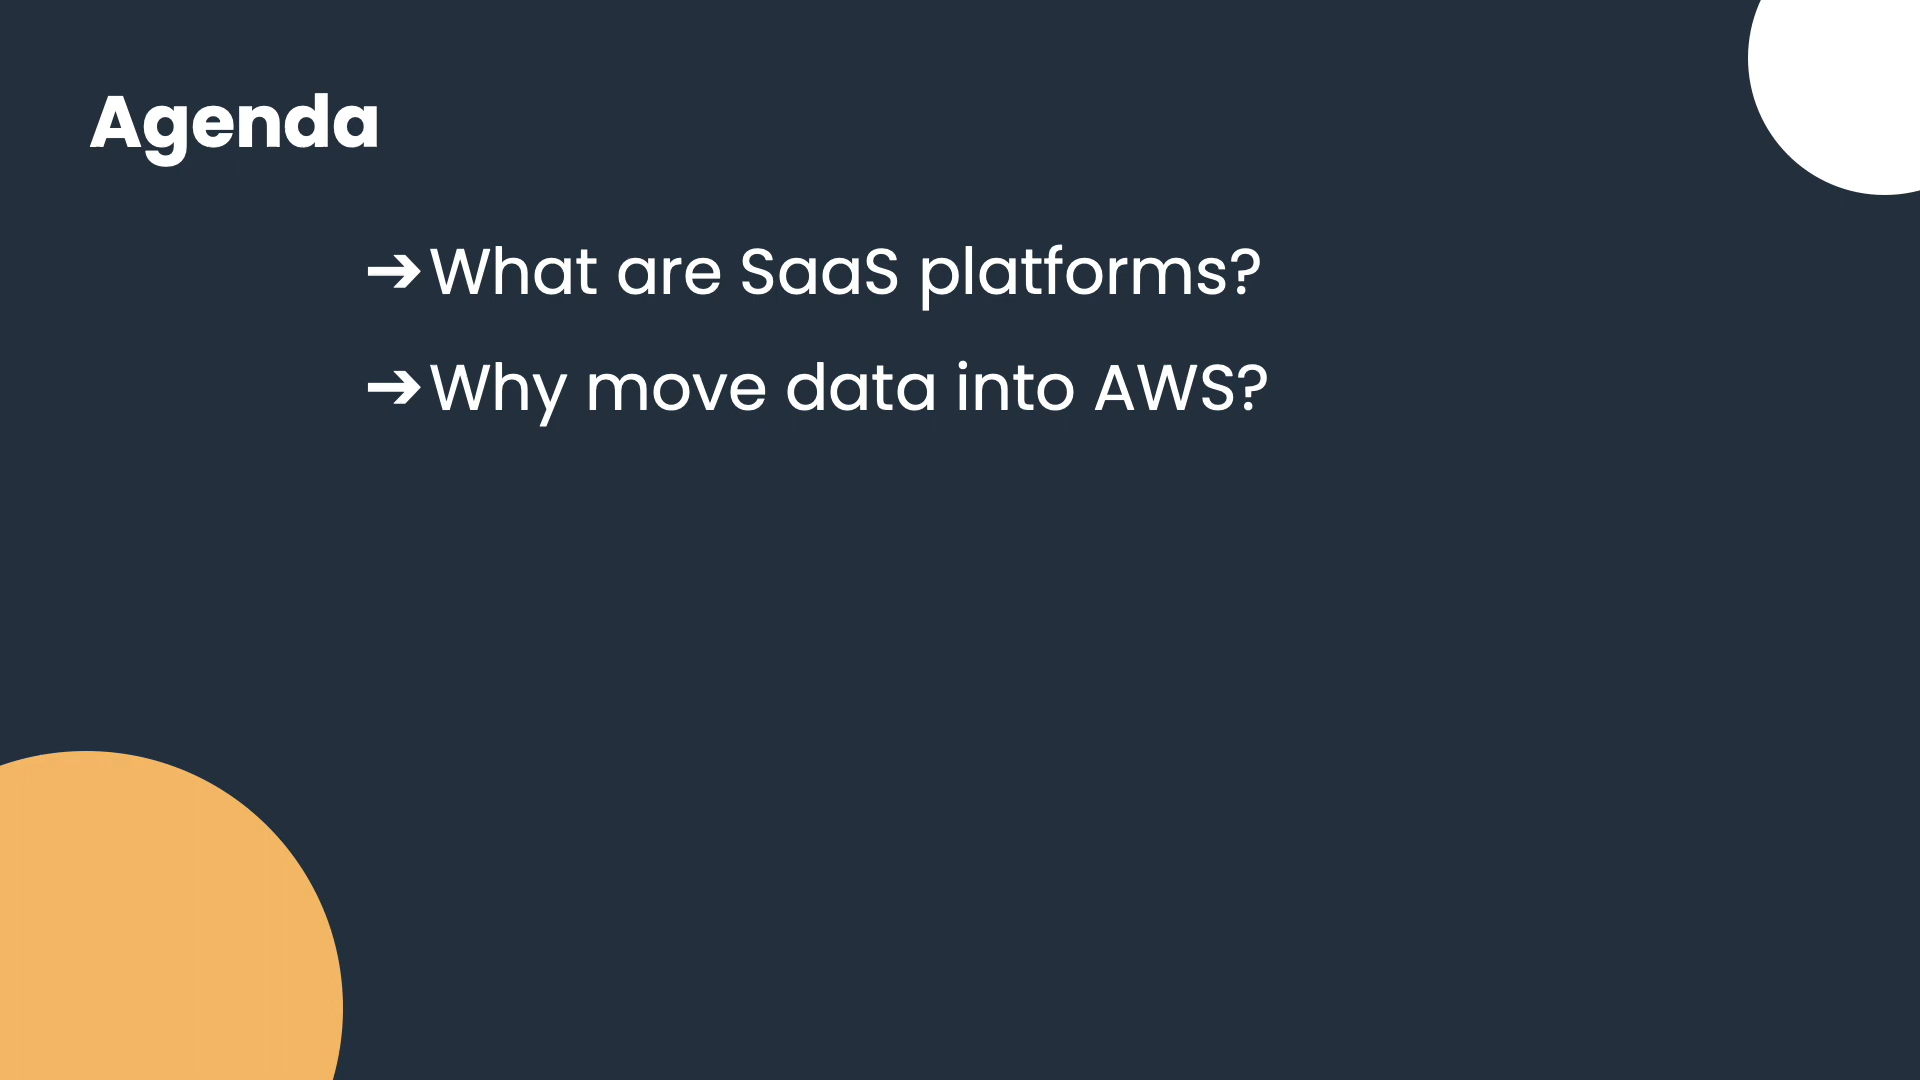 Agenda
➔What are SaaS platforms?
➔Why move data into AWS?